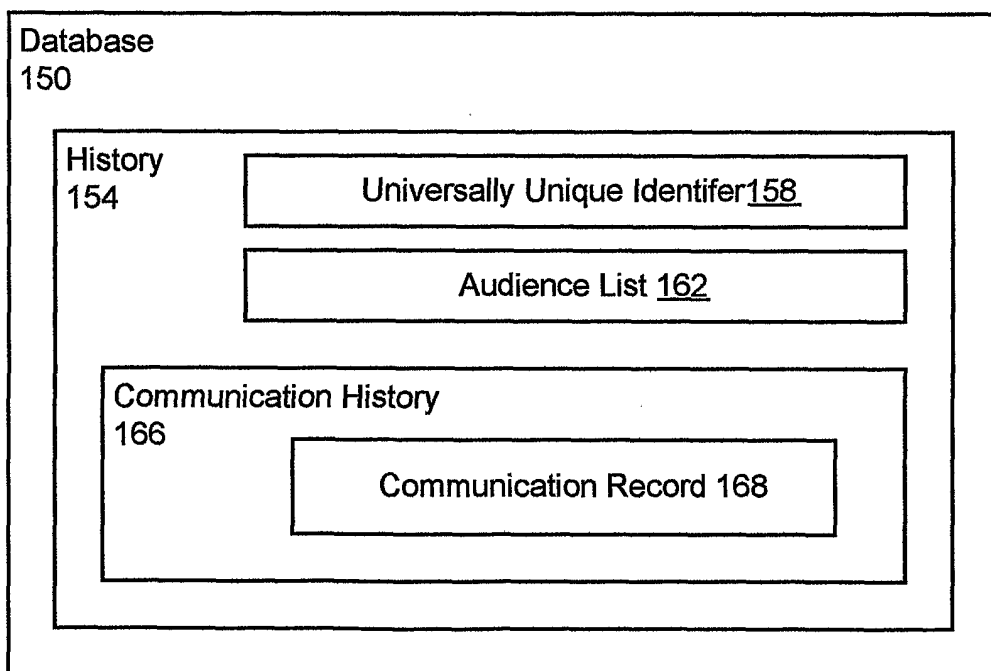 Database
150
History
154
Universally Unique Identifer158
Audience List 162
Communication History
166
Communication Record 168